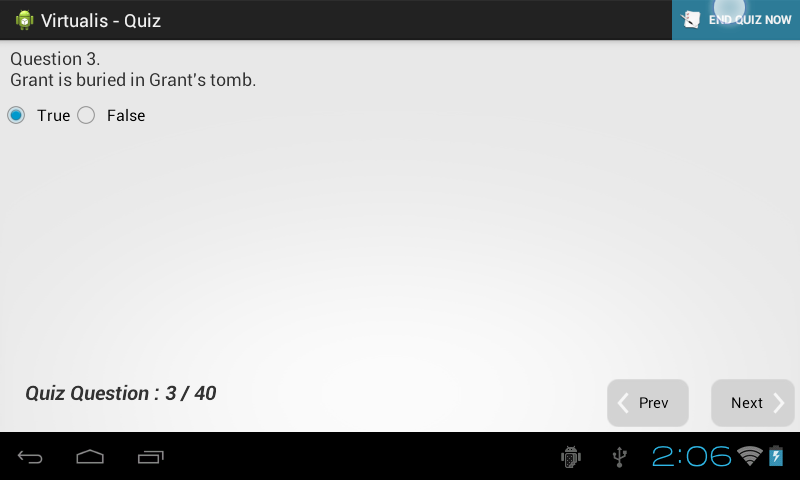 Virtualis - Quiz
END QUIZ NOW
Question 3.
Grant is buried in Grant's tomb.
True False
Quiz Question : 3 / 40
Prev
Next
2:06